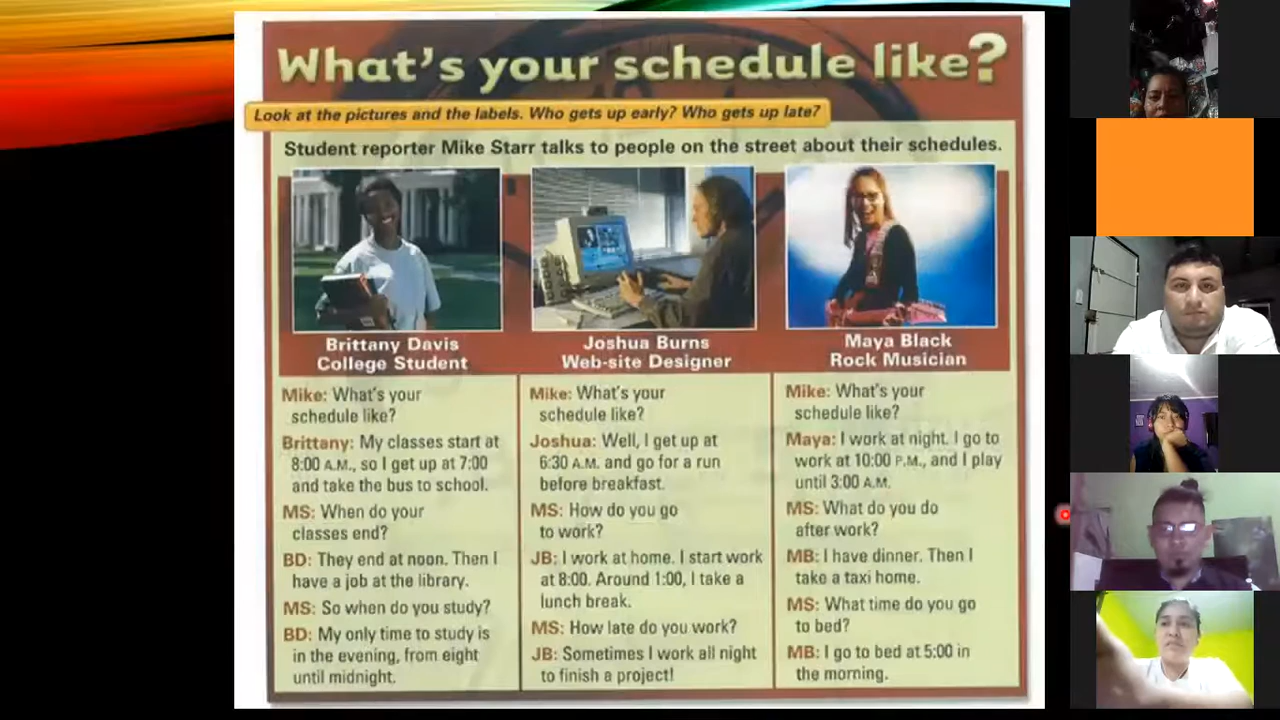 What's your schedule like?
Look at the pictures and the labels. Who gets up early? Who gets up late?
Student reporter Mike Starr talks to people on the street about their schedules.
Brittany Davis
College Student
Mike: What's your
schedule like?
Brittany: My classes start at
8:00 A.M., so I get up at 7:00
and take the bus to school.
MS: When do your
classes end?
BD: They end at noon. Then I
have a job at the library.
MS: So when do you study?
BD: My only time to study is
in the evening, from eight
until midnight.
Joshua Burns
Web-site Designer
Mike: What's your
schedule like?
Joshua: Well, I get up at
6:30 A.M. and go for a run
before breakfast.
MS: How do you go
to work?
JB: I work at home. I start work
at 8:00. Around 1:00, I take a
lunch break.
MS: How late do you work?
JB: Sometimes I work all night
to finish a project!
Maya Black
Rock Musician
Mike: What's your
schedule like?
Maya: I work at night. I go to
work at 10:00 P.M., and I play
until 3:00 A.M.
MS: What do you do
after work?
MB: I have dinner. Then I
take a taxi home.
MS: What time do you go
to bed?
MB: I go to bed at 5:00 in
the morning.